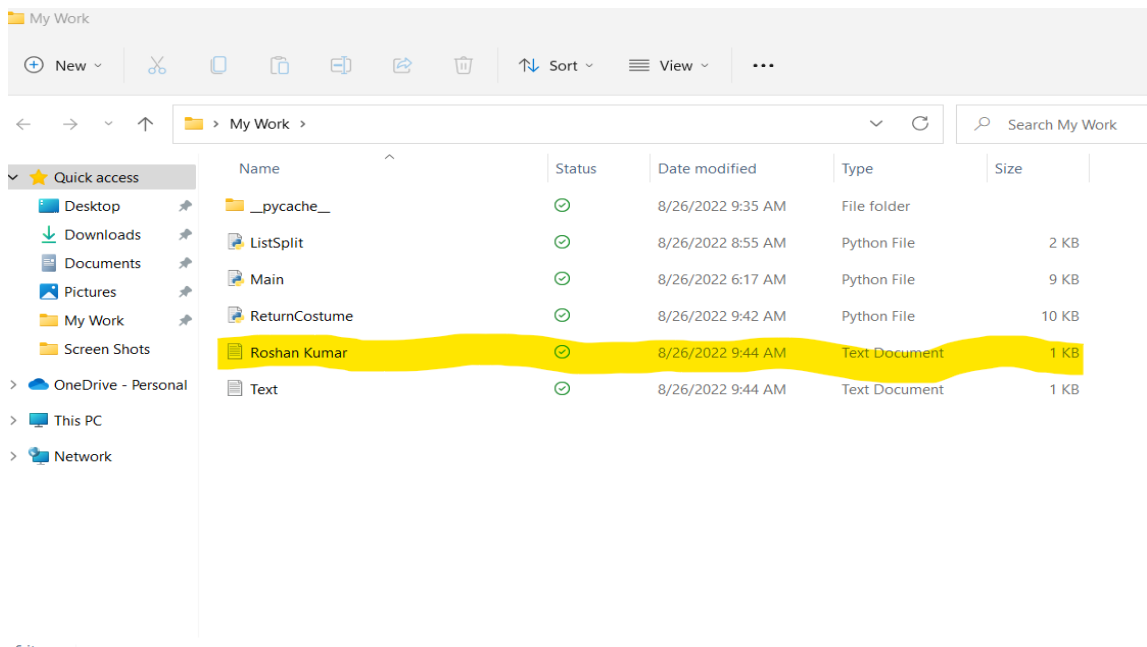 My Work
New
Sort
View
My Work
Search My Work
Name Status Date modified Type Size
Quick access
Desktop
Downloads
Documents
Pictures
My Work
Screen Shots
OneDrive - Personal
This PC
Network
__pycache__ 8/26/2022 9:35 AM File folder
ListSplit 8/26/2022 8:55 AM Python File 2 KB
Main 8/26/2022 6:17 AM Python File 9 KB
ReturnCostume 8/26/2022 9:42 AM Python File 10 KB
Roshan Kumar 8/26/2022 9:44 AM Text Document 1 KB
Text 8/26/2022 9:44 AM Text Document 1 KB